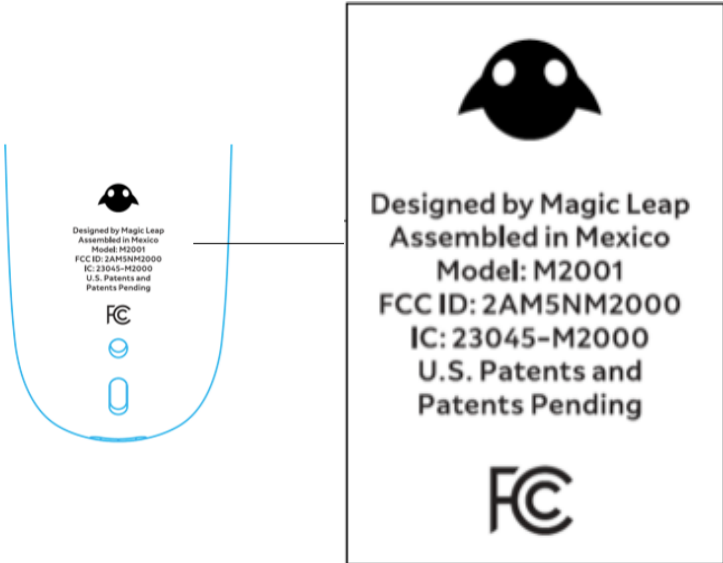 Designed by Magic Leap
Assembled in Mexico
Model: M2001
FCC ID: 2AM5NM2000
IC: 23045-M2000
U.S. Patents and
Patents Pending
FC
Designed by Magic Leap
Assembled in Mexico
Model: M2001
FCC ID: 2AM5NM2000
IC: 23045-M2000
U.S. Patents and
Patents Pending
FC